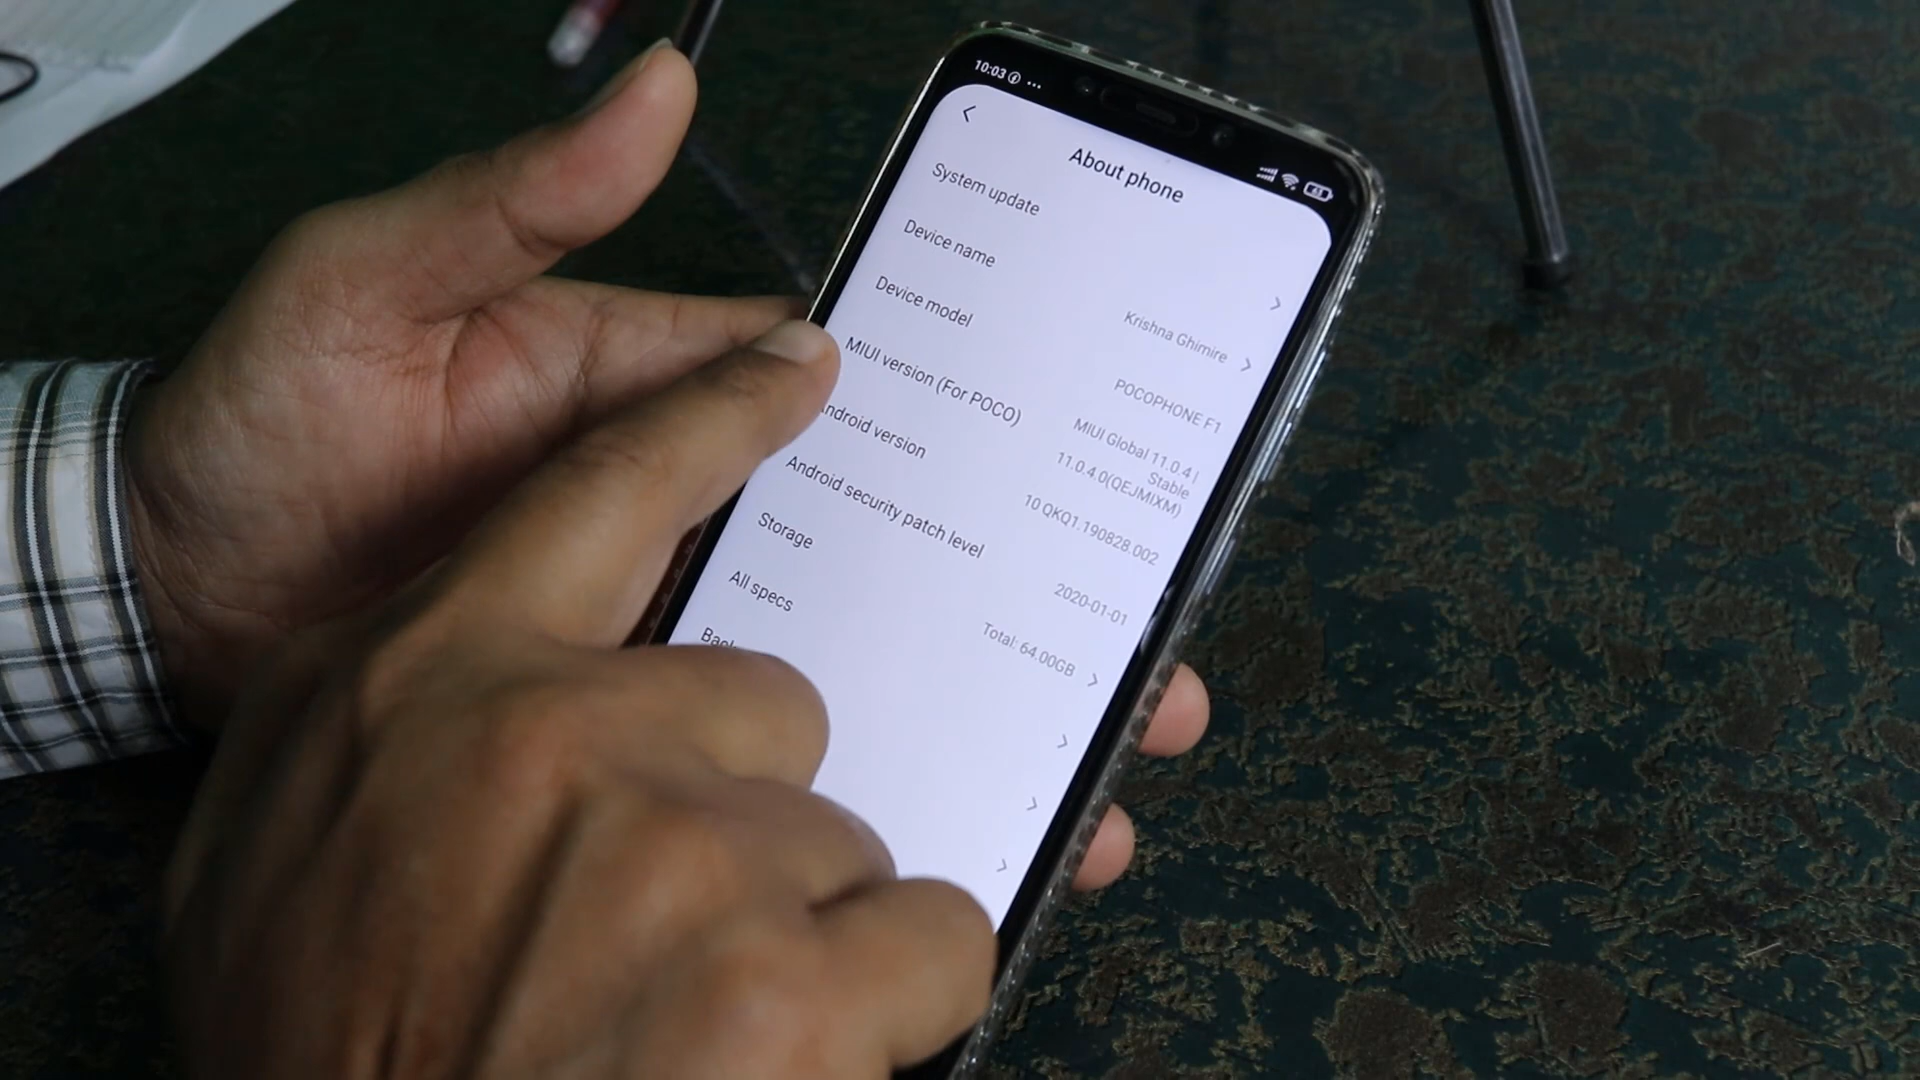 10:03
About phone
System update
Device name
Krishna Ghimire
Device model
POCOPHONE F1
MIUI version (For POCO)
MIUI Global 11.0.4 |
Stable
11.0.4.0(QEJMIXM)
ndroid version
10 QKQ1.190828.002
Android security patch level
2020-01-01
Storage
Total: 64.00GB
All specs